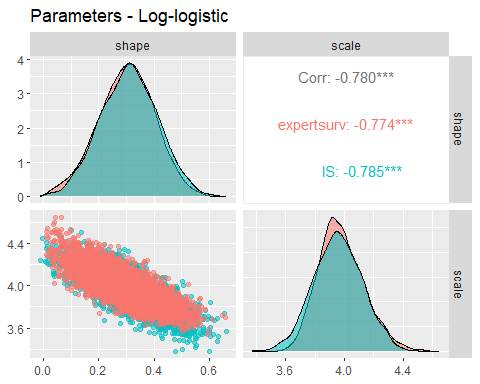 Parameters - Log-logistic
shape
scale
4
3
2
1
0
Corr: -0.780***
expertsurv: -0.774***
IS: -0.785***
shape
4.4
4.0
3.6
scale
0.0
0.2
0.4
0.6
3.6
4.0
4.4